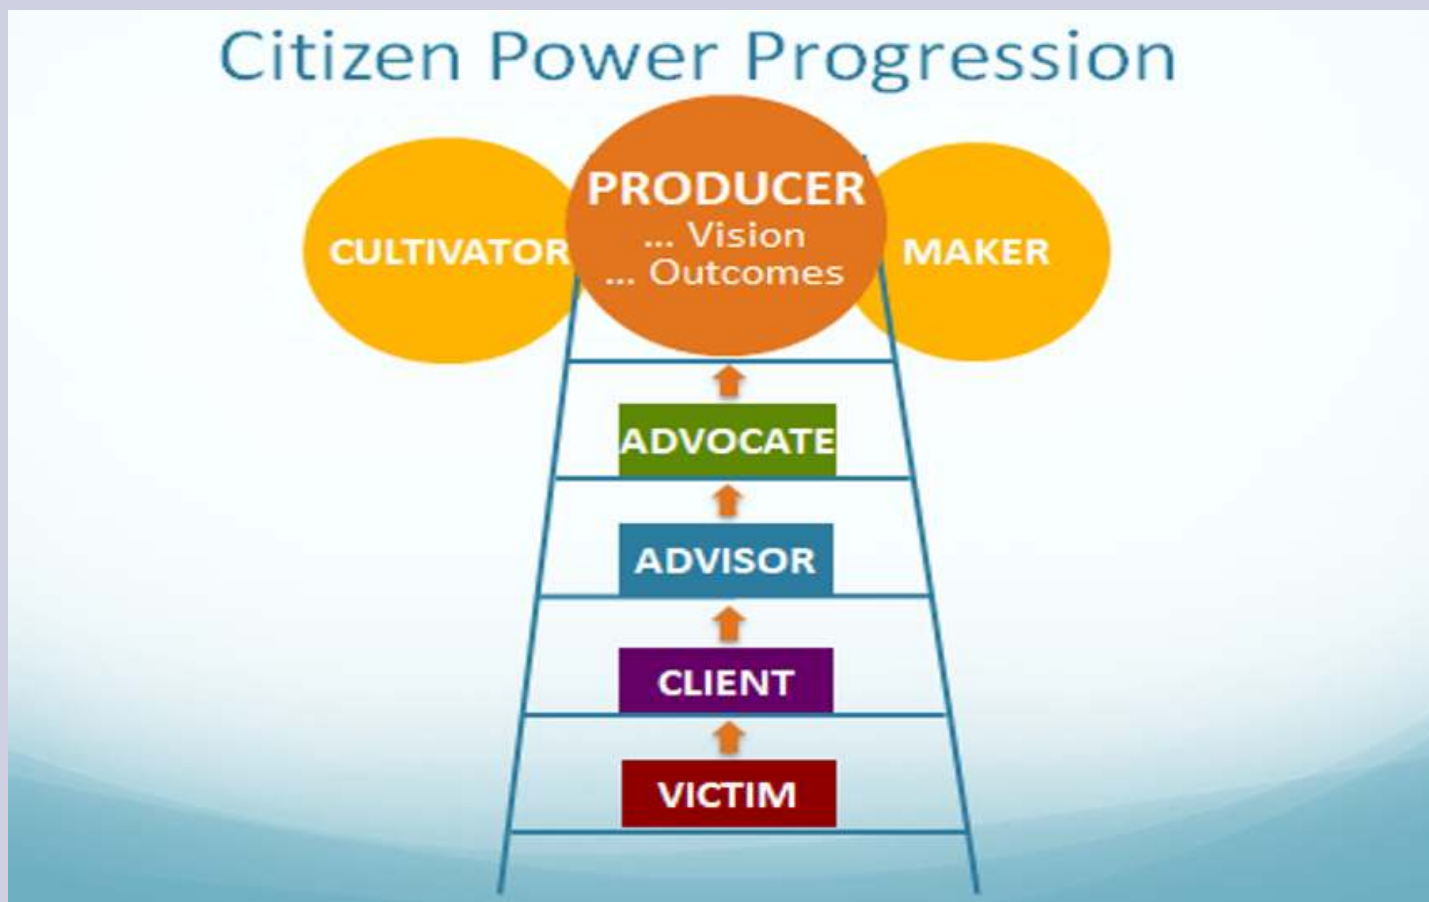 Citizen Power Progression
CULTIVATOR
PRODUCER
... Vision
... Outcomes
MAKER
ADVOCATE
ADVISOR
CLIENT
VICTIM